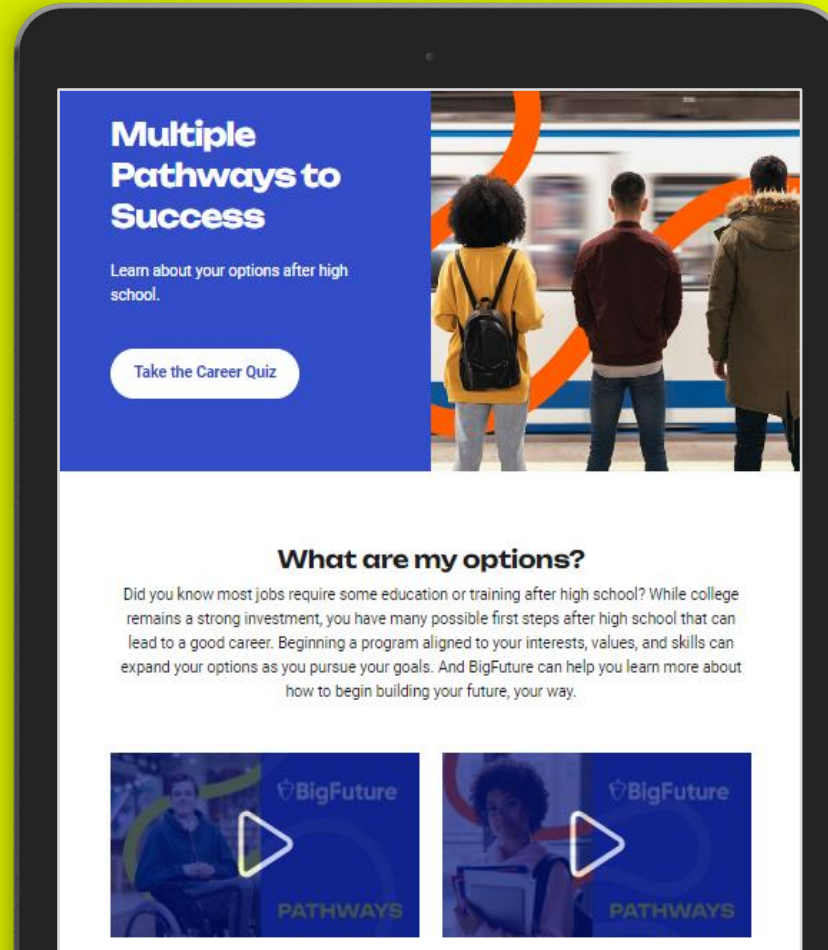 Multiple
Pathways to
Success
Learn about your options after high
school.
Take the Career Quiz
What are my options?
Did you know most jobs require some education or training after high school? While college
remains a strong investment, you have many possible first steps after high school that can
lead to a good career. Beginning a program aligned to your interests, values, and skills can
expand your options as you pursue your goals. And BigFuture can help you learn more about
how to begin building your future, your way.
BigFuture
PATHWAYS
BigFuture
PATHWAYS